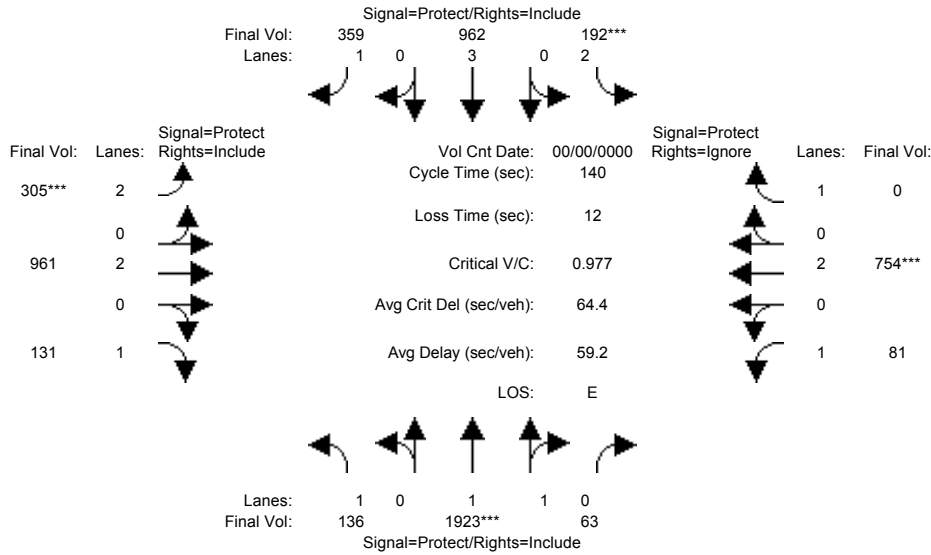 Signal=Protect/Rights=Include
Final Vol: 359 962 192***
Lanes: 1 0 3 0 2
Signal=Protect Signal=Protect
Final Vol: Lanes: Rights=Include Vol Cnt Date: 00/00/0000 Rights=Ignore Lanes: Final Vol:
Cycle Time (sec): 140
305*** 2 1 0
Loss Time (sec): 12
0 0
961 2 Critical V/C: 0.977 2 754***
0 Avg Crit Del (sec/veh): 64.4 0
131 1 Avg Delay (sec/veh): 59.2 1 81
LOS: E
Lanes: 1 0 1 1 0
Final Vol: 136 1923*** 63
Signal=Protect/Rights=Include